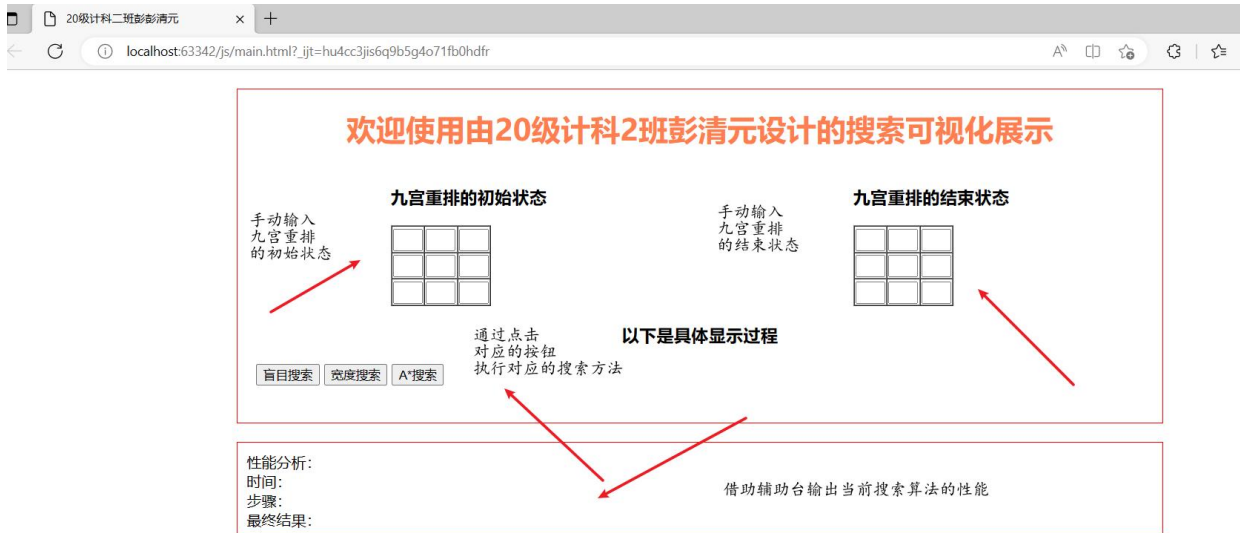 20级计科二班彭彭清元
localhost:63342/js/main.html?_ijt=hu4cc3jis6q9b5g4o71fb0hdfr
欢迎使用由20级计科2班彭清元设计的搜索可视化展示
九宫重排的初始状态
手动输入
九宫重排
的初始状态
九宫重排的结束状态
手动输入
九宫重排
的结束状态
以下是具体显示过程
通过点击
对应的按钮
执行对应的搜索方法
盲目搜索 宽度搜索 A*搜索
性能分析：
时间：
步骤：
最终结果：
借助辅助台输出当前搜索算法的性能